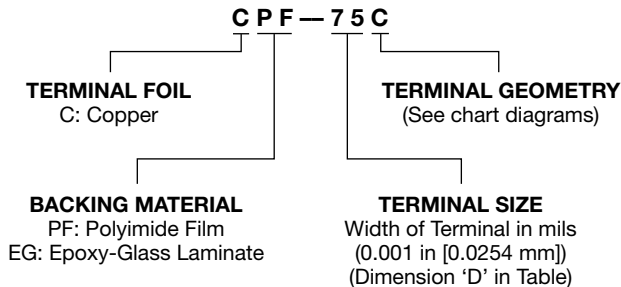 C P F — 7 5 C
TERMINAL FOIL
C: Copper
TERMINAL GEOMETRY
(See chart diagrams)
BACKING MATERIAL
PF: Polyimide Film
EG: Epoxy-Glass Laminate
TERMINAL SIZE
Width of Terminal in mils
(0.001 in [0.0254 mm])
(Dimension ‘D’ in Table)